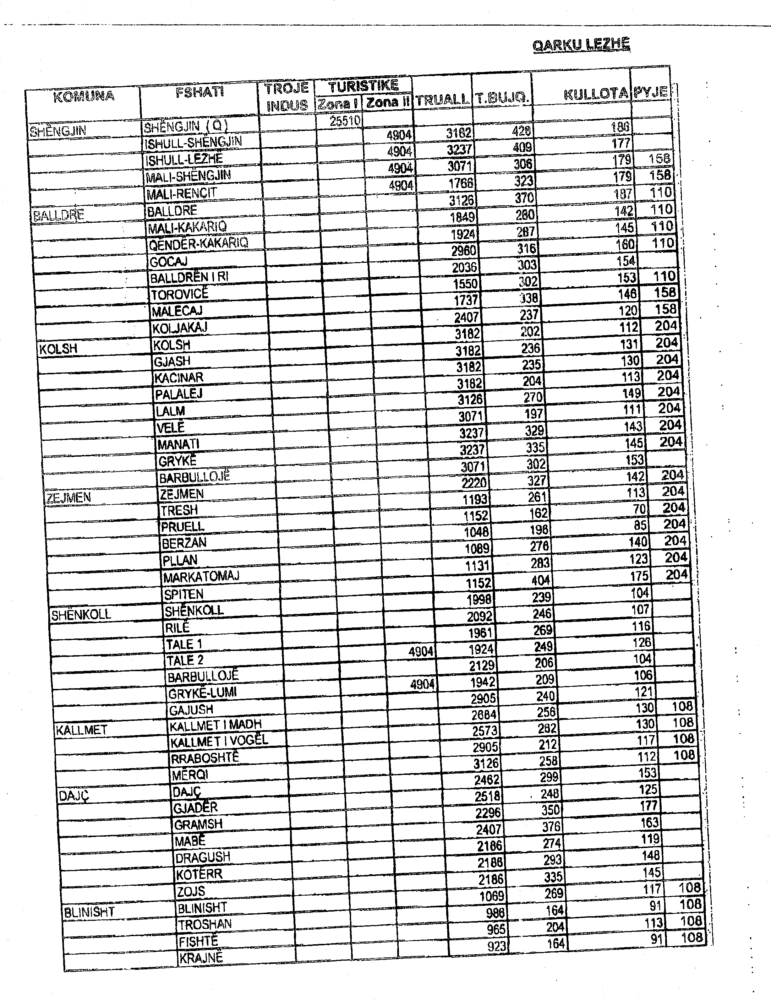 QARKU LEZHË
KOMUNA FSHATI TROJE INDUS TURISTIKE Zona I Zona II TRUALL T.BUJQ. KULLOTA PYJE
SHËNGJIN SHËNGJIN (Q) 25510
ISHULL-SHËNGJIN 4904 3182 428 186
ISHULL-LEZHË 4904 3237 409 177
MALI-SHËNGJIN 4904 3071 306 179 158
MALI-RENCIT 4904 1766 323 179 158
BALLDRE BALLDRE 3126 370 187 110
MALI-KAKARIQ 1849 260 142 110
QENDËR-KAKARIQ 1924 287 145 110
GOCAJ 2960 316 160 110
BALLDRËN I RI 2036 303 154
TOROVICË 1550 302 153 110
MALECAJ 1737 338 146 158
KOLJAKAJ 2407 237 120 158
KOLSH KOLSH 3182 202 112 204
GJASH 3182 236 131 204
KACINAR 3182 235 130 204
PALALEJ 3182 204 113 204
LALM 3126 270 149 204
VELË 3071 197 111 204
MANATI 3237 329 143 204
GRYKË 3237 335 145 204
BARBULLOJË 3071 302 153
ZEJMEN ZEJMEN 2220 327 142 204
TRESH 1193 261 113 204
PRUELL 1152 162 70 204
BERZAN 1048 196 85 204
PLLAN 1089 276 140 204
MARKATOMAJ 1131 283 123 204
SPITEN 1152 404 175 204
SHËNKOLL SHËNKOLL 1998 239 104
RILË 2092 246 107
TALE 1 1961 269 116
TALE 2 4904 1924 249 126
BARBULLOJË 2129 206 104
GRYKË-LUMI 4904 1942 209 106
GAJUSH 2905 240 121
KALLMET KALLMET I MADH 2684 256 130 108
KALLMET I VOGËL 2573 262 130 108
RRABOSHTË 2905 212 117 108
MËRQI 3126 258 112 108
DAJÇ DAJÇ 2462 299 153
GJADËR 2518 248 125
GRAMSH 2296 350 177
MABË 2407 376 163
DRAGUSH 2186 274 119
KOTËRR 2186 293 148
ZOJS 2186 335 145
BLINISHT BLINISHT 1069 269 117 108
TROSHAN 986 164 91 108
FISHTË 965 204 113 108
KRAJNË 923 164 91 108